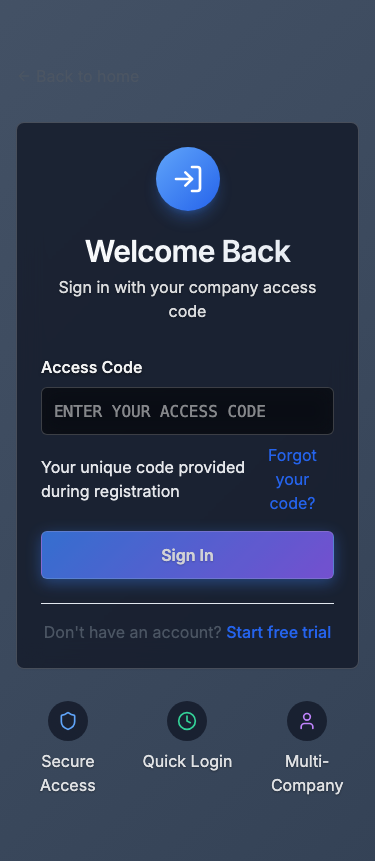 ← Back to home
Welcome Back
Sign in with your company access
code
Access Code
ENTER YOUR ACCESS CODE
Your unique code provided
during registration
Forgot
your
code?
Sign In
Don't have an account? Start free trial
Secure
Access
Quick Login
Multi-
Company